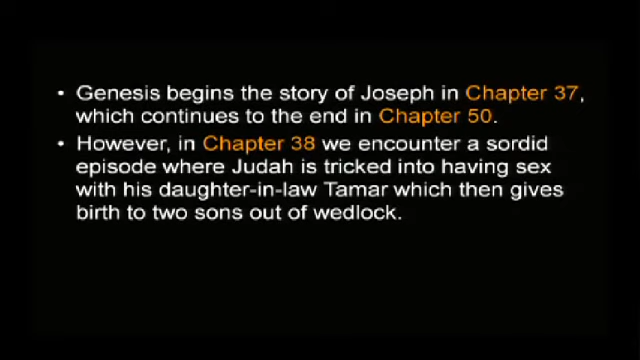 • Genesis begins the story of Joseph in Chapter 37,
which continues to the end in Chapter 50.
• However, in Chapter 38 we encounter a sordid
episode where Judah is tricked into having sex
with his daughter-in-law Tamar which then gives
birth to two sons out of wedlock.